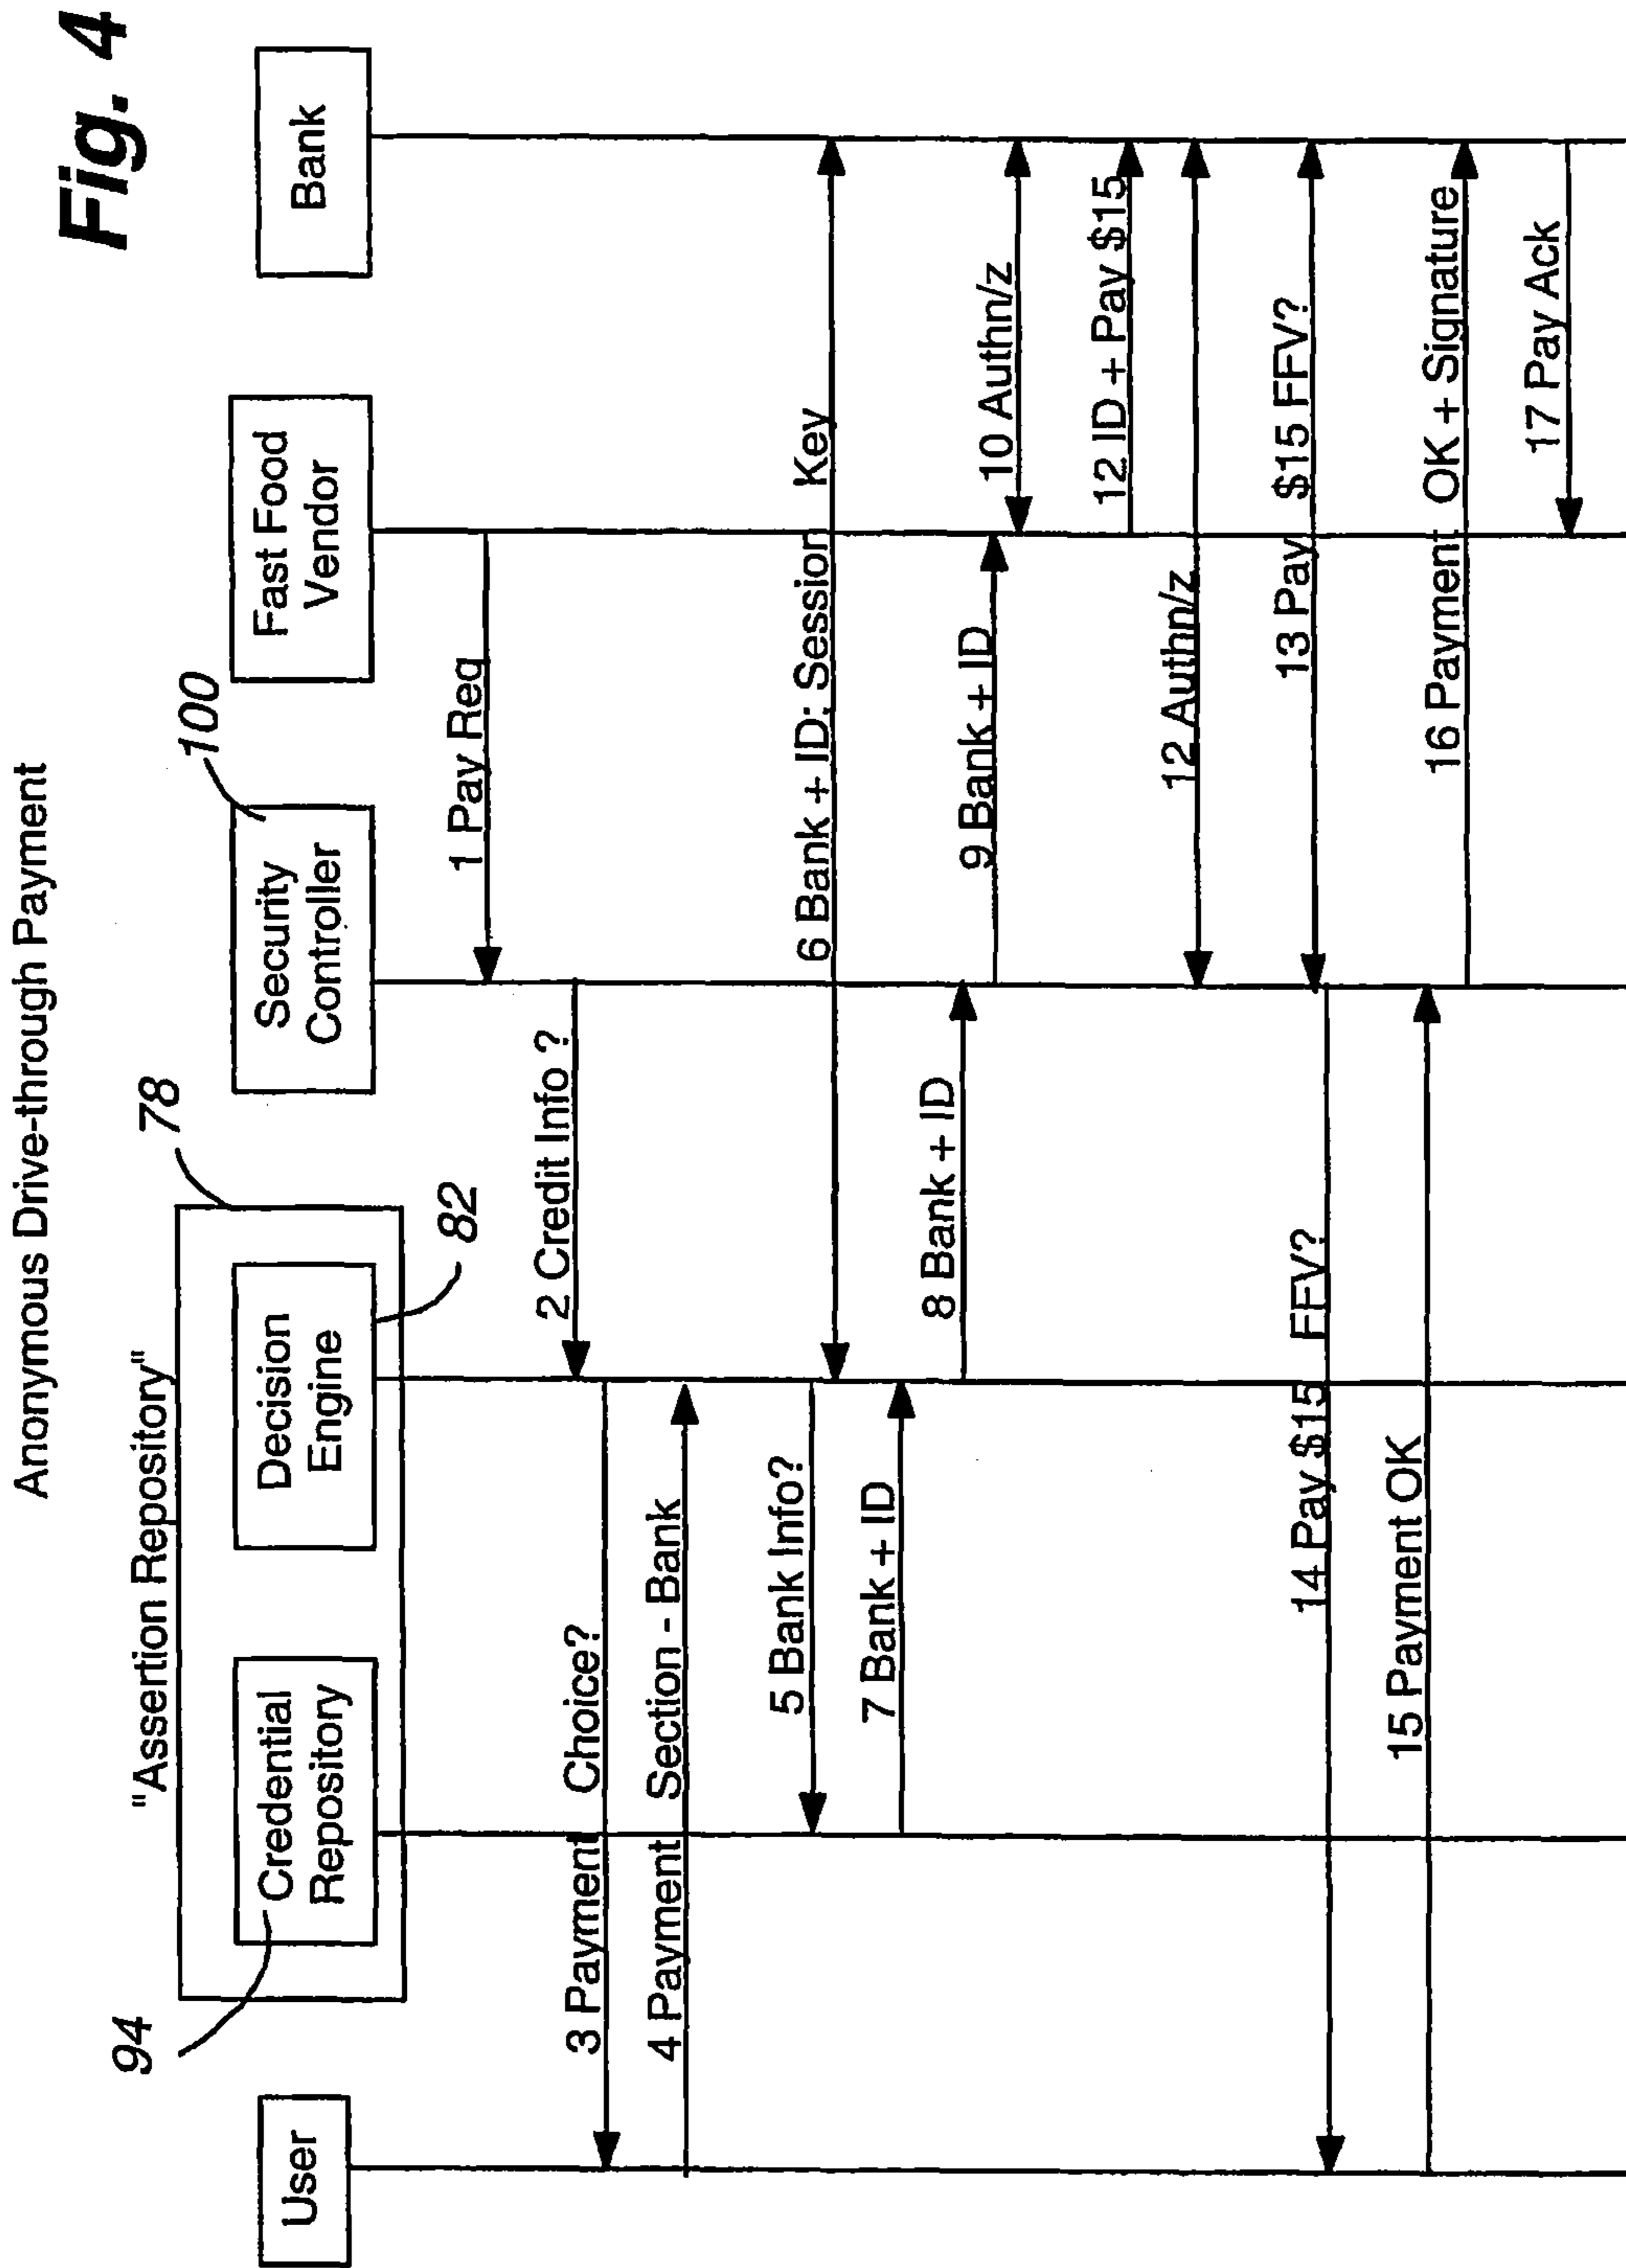 Anonymous Drive-through Payment
Fig. 4
"Assertion Repository"
78
94
82
100
User
Credential
Repository
Decision
Engine
Security
Controller
Fast Food
Vendor
Bank
1 Pay Req
2 Credit Info ?
3 Payment Choice?
4 Payment Section - Bank
5 Bank Info?
6 Bank + ID: Session Key
7 Bank + ID
8 Bank + ID
9 Bank + ID
10 Authn/z
12 ID + Pay $15
12 Authn/z
13 Pay $15 FFV?
14 Pay $15 FFV?
15 Payment OK
16 Payment OK + Signature
17 Pay Ack